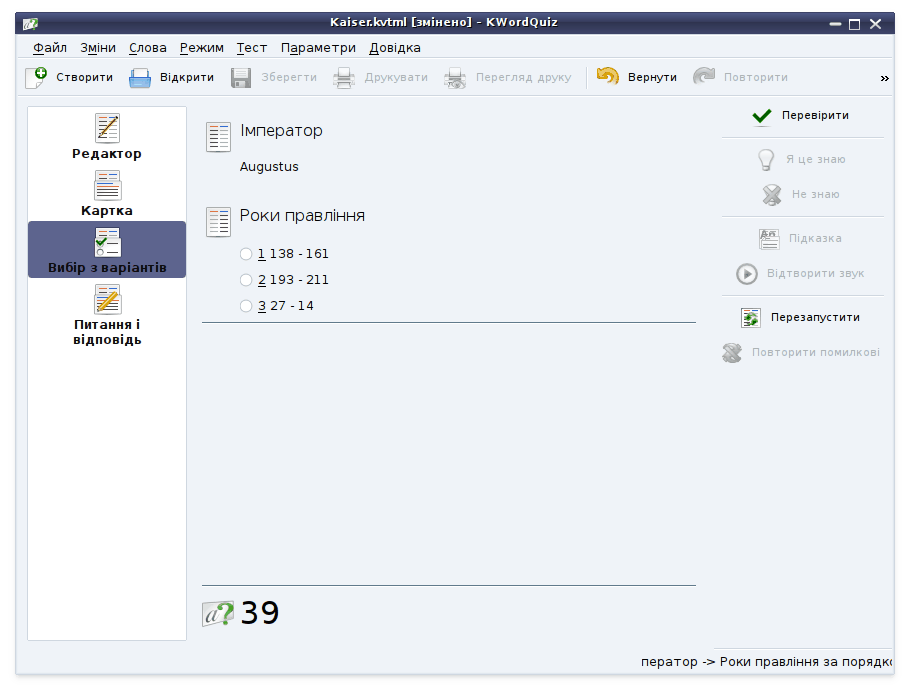 Kaiser.kvtml [змінено] – KWordQuiz
Файл Зміни Слова Режим Тест Параметри Довідка
Створити Відкрити Зберегти Друкувати Перегляд друку Вернути Повторити »
Редактор
Картка
Вибір з варіантів
Питання і
відповідь
Імператор
Augustus
Роки правління
1 138 - 161
2 193 - 211
3 27 - 14
39
Перевірити
Я це знаю
Не знаю
Підказка
Відтворити звук
Перезапустити
Повторити помилкові
ператор -> Роки правління за порядко